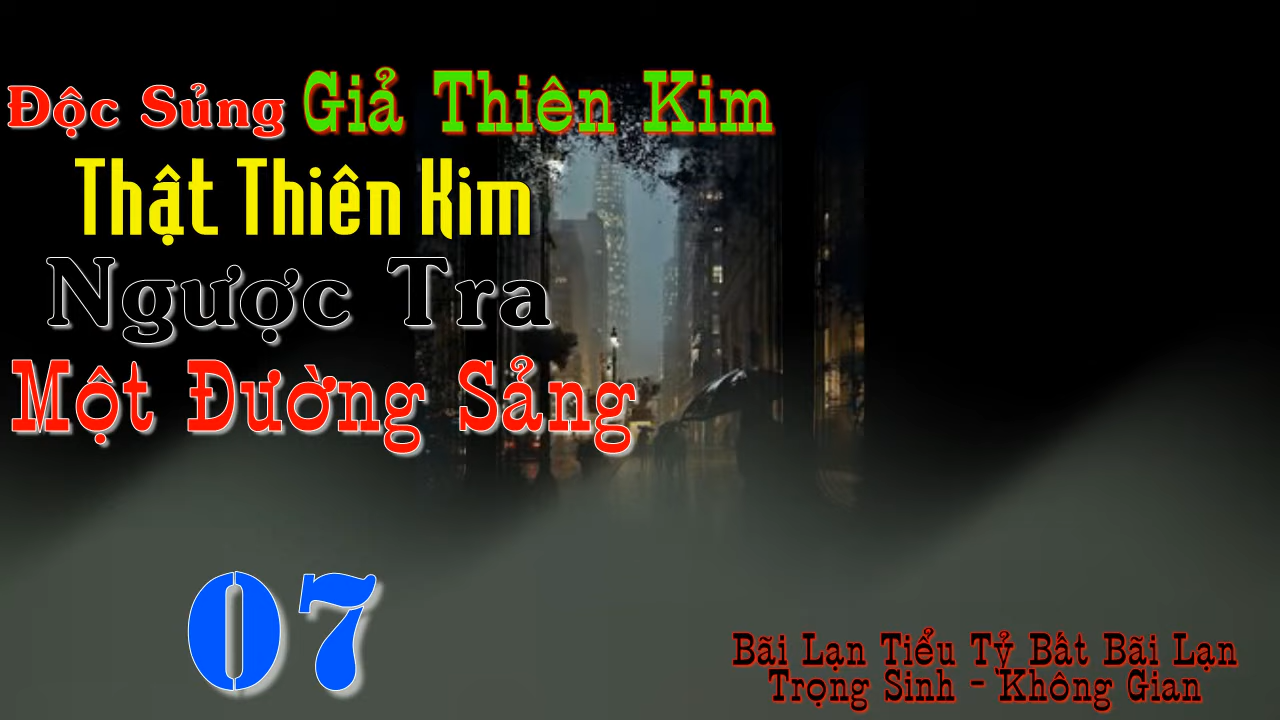 Độc Sủng Giả Thiên Kim
Thật Thiên Kim
Ngược Tra
Một Đường Sảng
07
Bãi Lạn Tiểu Tỷ Bất Bãi Lạn
Trọng Sinh - Không Gian